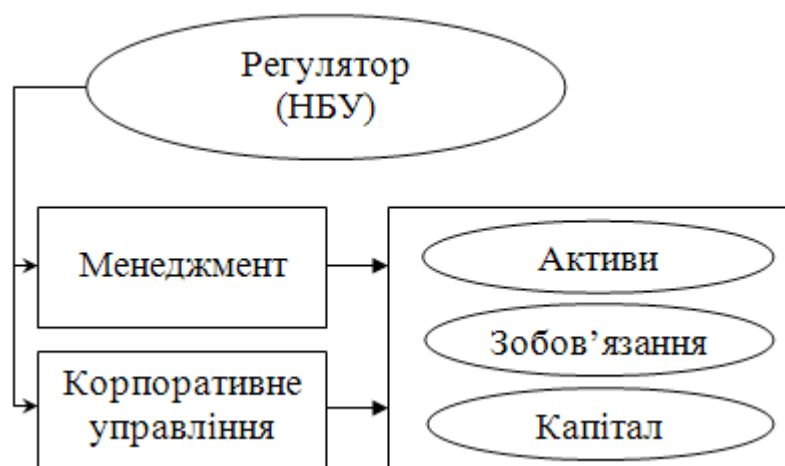 Регулятор
(НБУ)
Менеджмент
Активи
Зобов’язання
Корпоративне
управління
Капітал